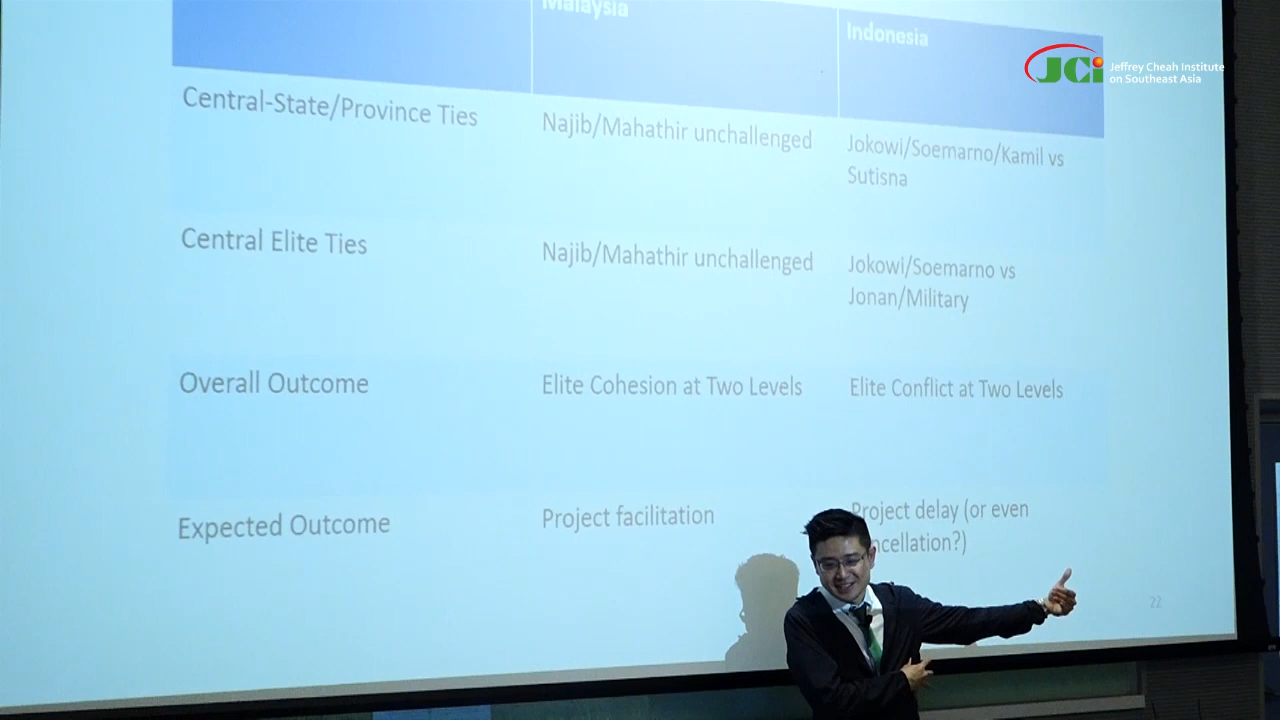 Malaysia
Indonesia
JCi Jeffrey Cheah Institute
on Southeast Asia
Central-State/Province Ties
Najib/Mahathir unchallenged
Jokowi/Soemarno/Kamil vs
Sutisna
Central Elite Ties
Najib/Mahathir unchallenged
Jokowi/Soemarno vs
Jonan/Military
Overall Outcome
Elite Cohesion at Two Levels
Elite Conflict at Two Levels
Expected Outcome
Project facilitation
Project delay (or even
ncellation?)
22